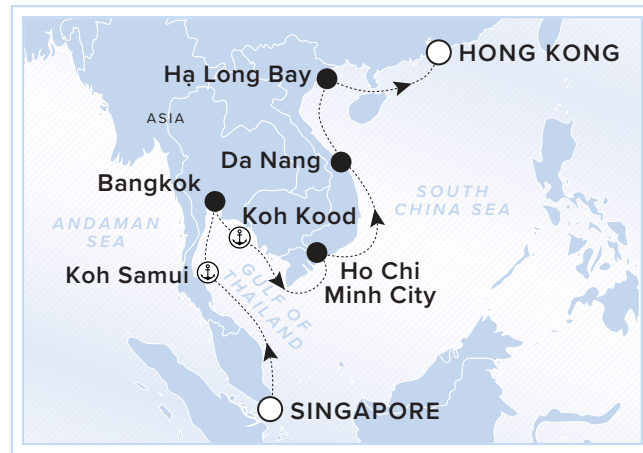 HONG KONG
Hạ Long Bay
ASIA
Da Nang
Bangkok
SOUTH
CHINA SEA
Koh Kood
ANDAMAN
SEA
Koh Samui
GULF OF
THAILAND
Ho Chi
Minh City
SINGAPORE